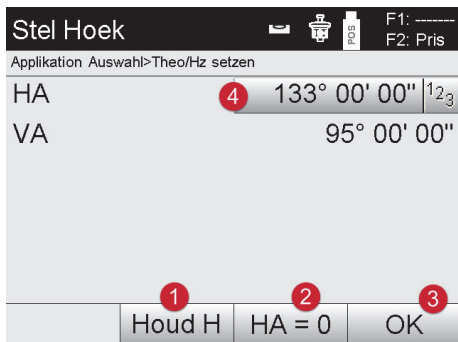 Stel Hoek
POS
F1: -------
F2: Pris
Applikation Auswahl>Theo/Hz setzen
HA 4 133° 00' 00" 123
VA 95° 00' 00"
1 2 3
Houd H HA = 0 OK